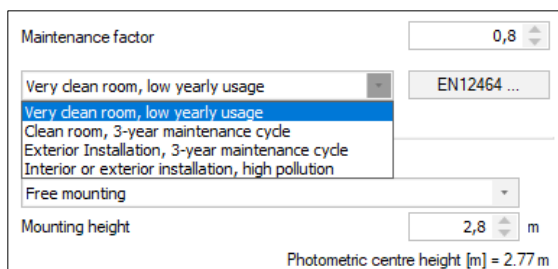 Maintenance factor 0,8
Very clean room, low yearly usage EN12464 ...
Very clean room, low yearly usage
Clean room, 3-year maintenance cycle
Exterior Installation, 3-year maintenance cycle
Interior or exterior installation, high pollution
Free mounting
Mounting height 2,8 m
Photometric centre height [m] = 2.77 m